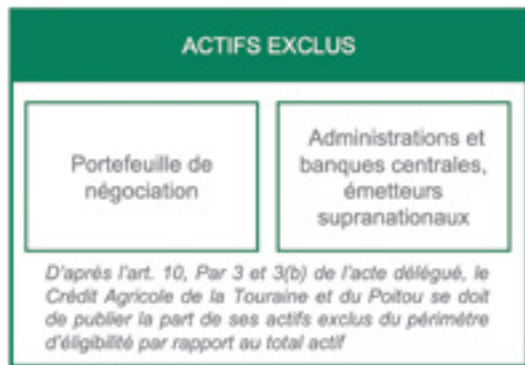 ACTIFS EXCLUS
Portefeuille de
négociation
Administrations et
banques centrales,
émetteurs
supranationaux
D'après l'art. 10, Par 3 et 3(b) de l'acte délégué, le
Crédit Agricole de la Touraine et du Poitou se doit
de publier la part de ses actifs exclus du périmètre
d'éligibilité par rapport au total actif